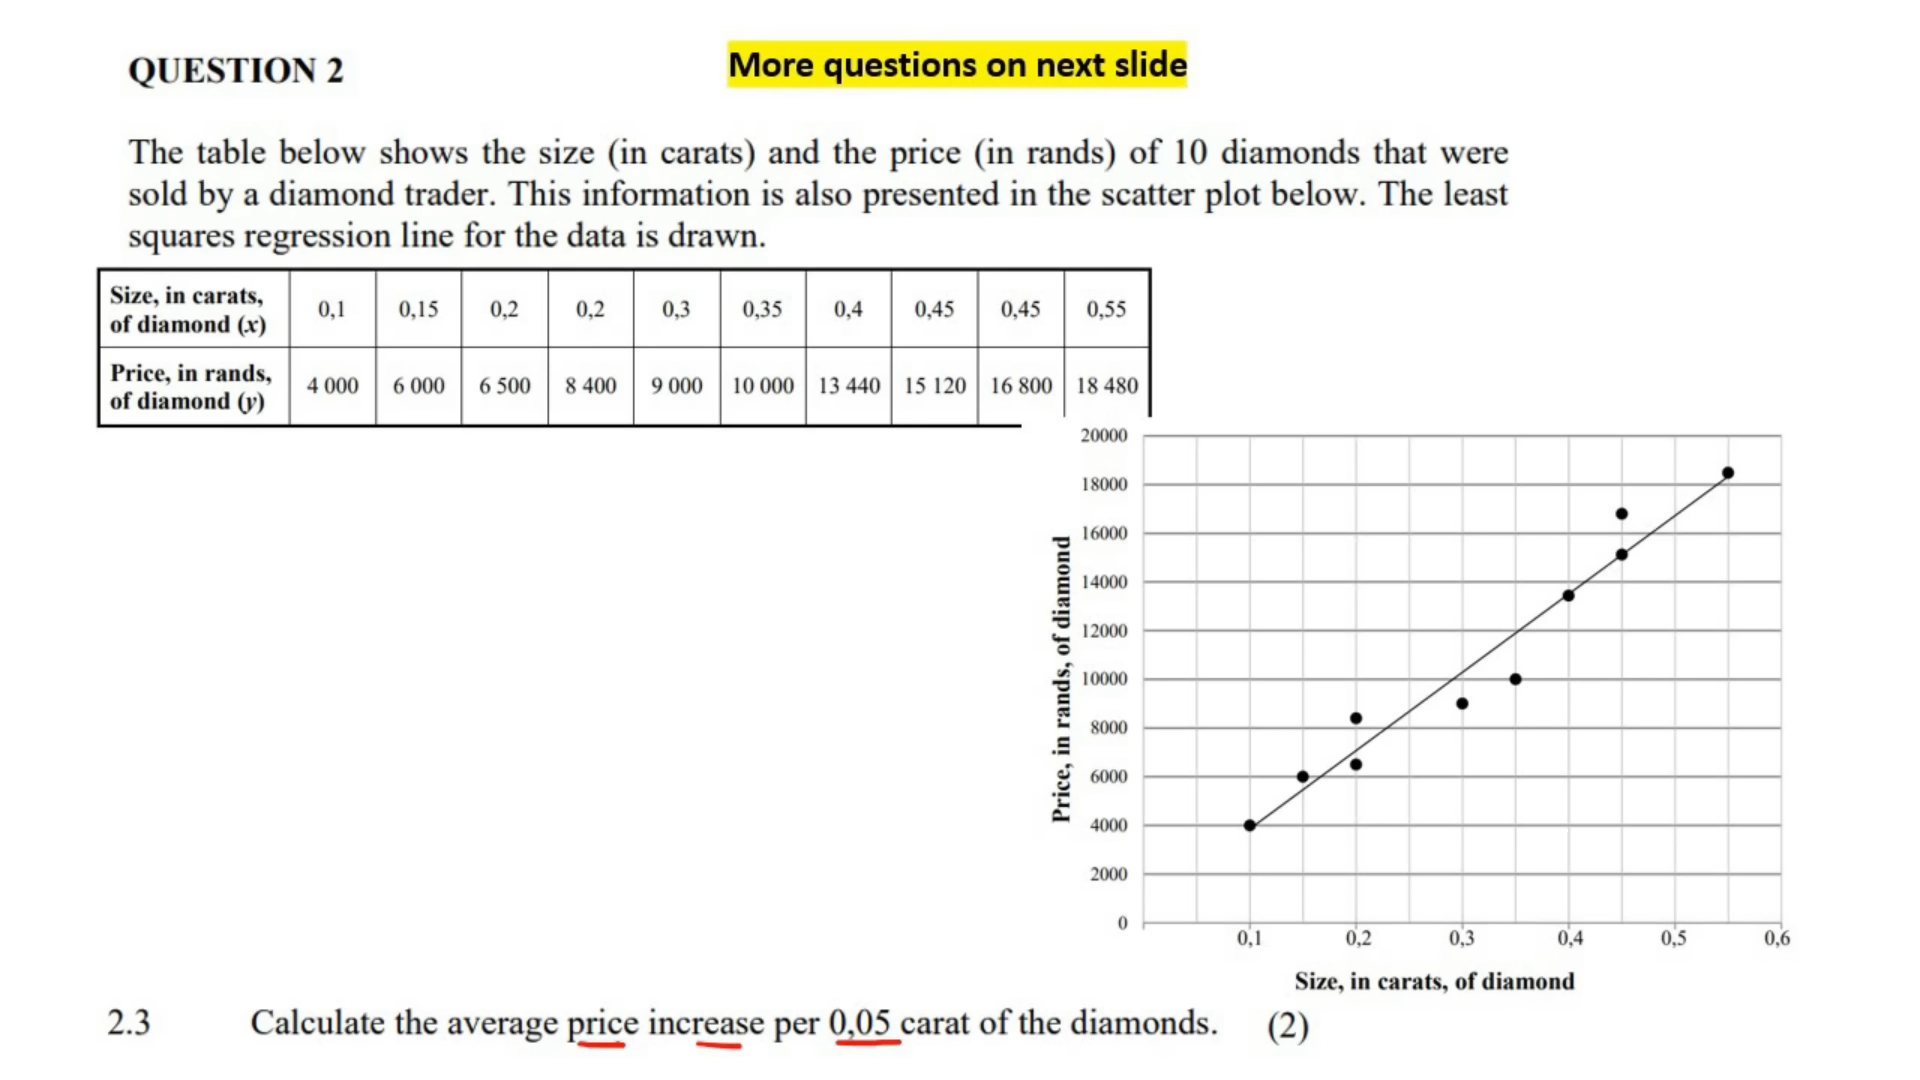 QUESTION 2
More questions on next slide
The table below shows the size (in carats) and the price (in rands) of 10 diamonds that were
sold by a diamond trader. This information is also presented in the scatter plot below. The least
squares regression line for the data is drawn.
Size, in carats,
of diamond (x)
0,1 0,15 0,2 0,2 0,3 0,35 0,4 0,45 0,45 0,55
Price, in rands,
of diamond (y)
4 000 6 000 6 500 8 400 9 000 10 000 13 440 15 120 16 800 18 480
20000
18000
16000
14000
12000
10000
8000
6000
4000
2000
0
Price, in rands, of diamond
0,1 0,2 0,3 0,4 0,5 0,6
Size, in carats, of diamond
2.3 Calculate the average price increase per 0,05 carat of the diamonds. (2)